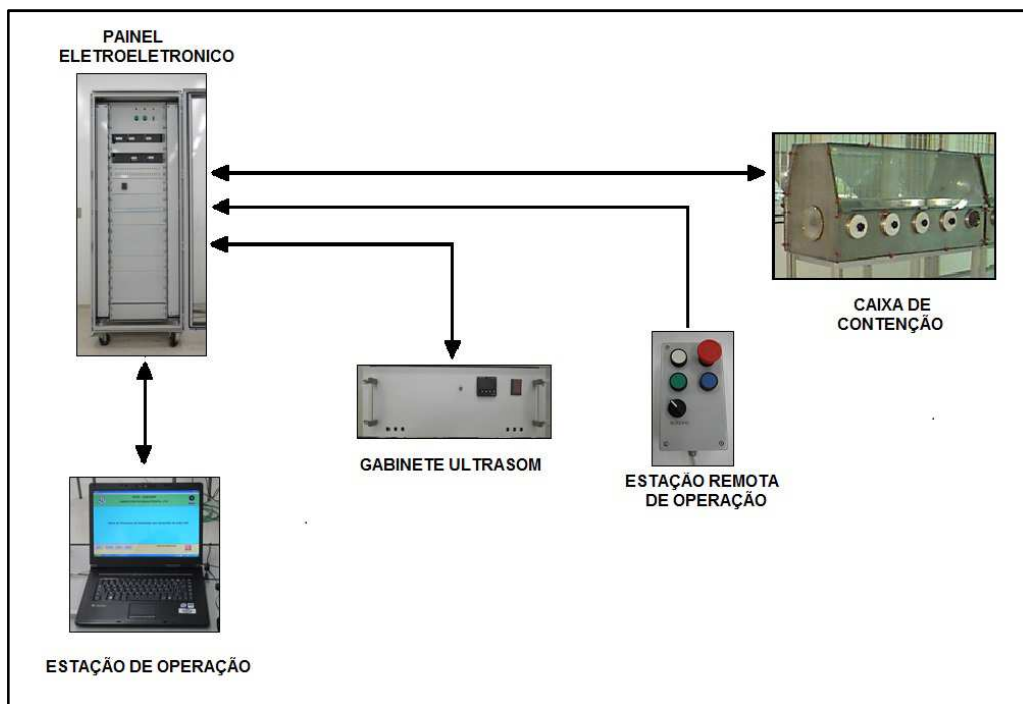 PAINEL
ELETROELETRONICO
CAIXA DE
CONTENÇÃO
GABINETE ULTRASOM
ESTAÇÃO REMOTA
DE OPERAÇÃO
ESTAÇÃO DE OPERAÇÃO